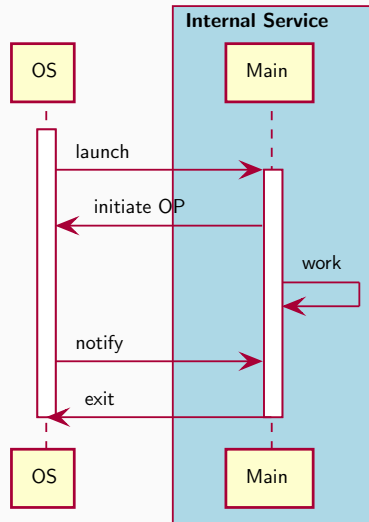 Internal Service
OS
Main
launch
initiate OP
work
notify
exit
OS
Main